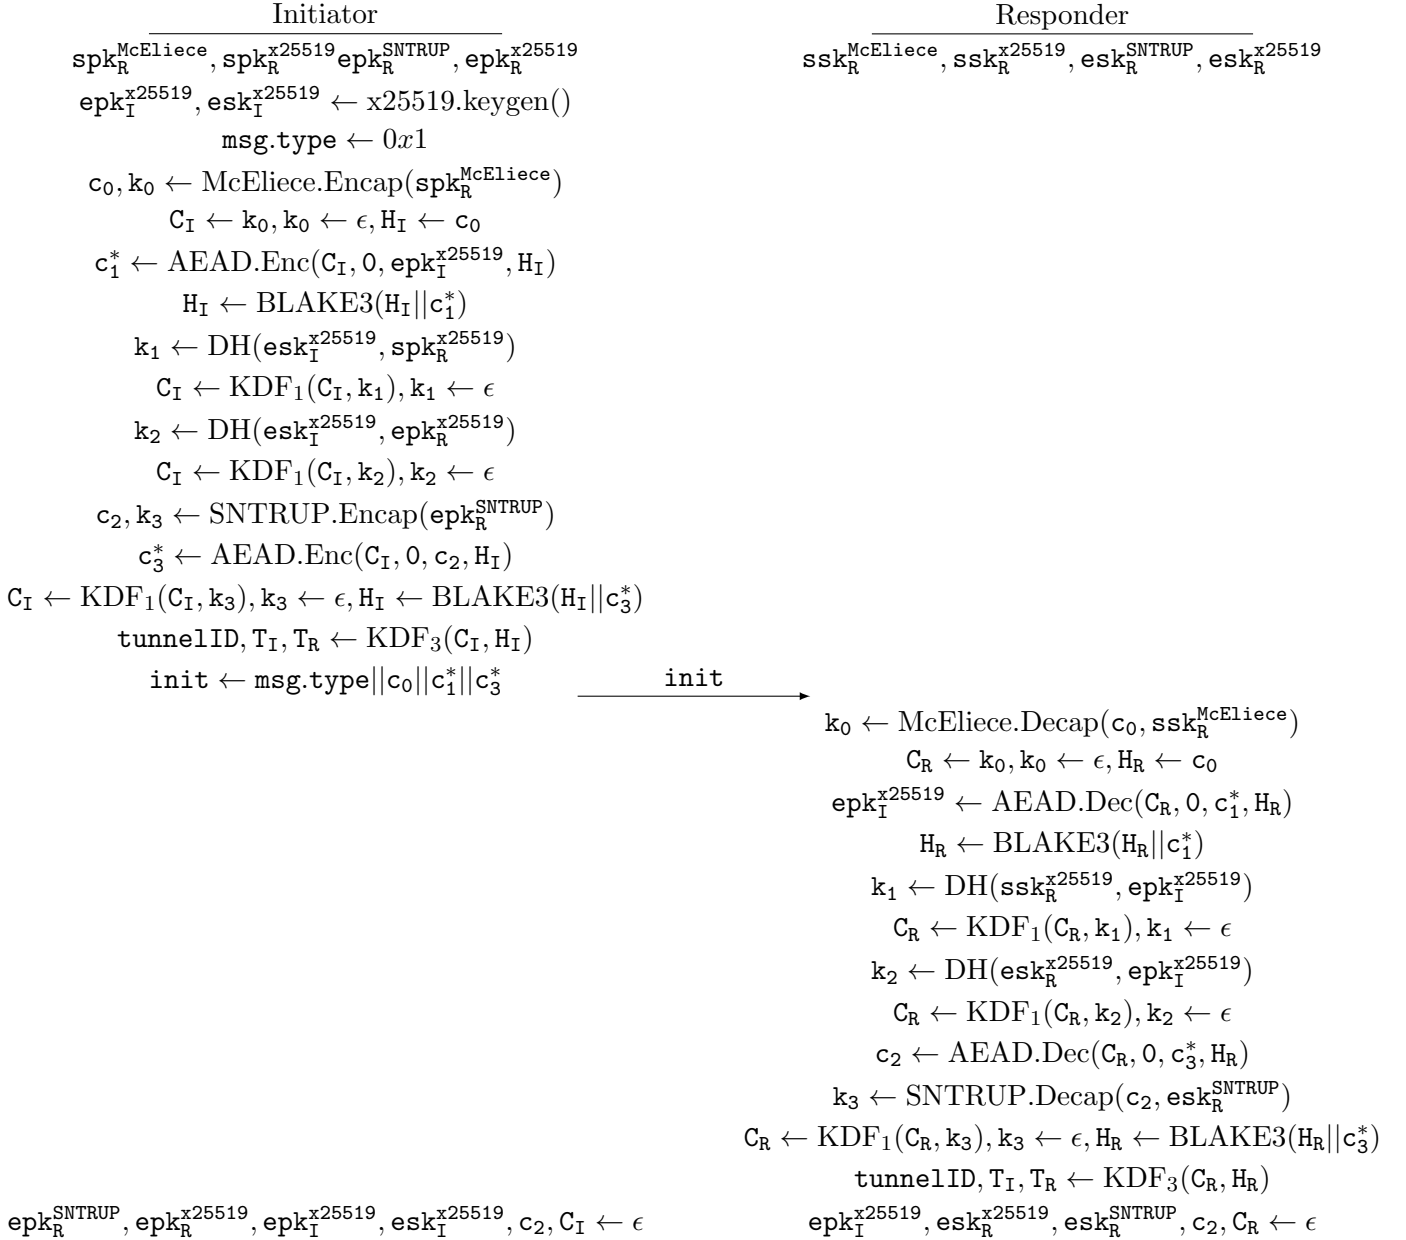 Initiator Responder
spk_R^McEliece, spk_R^x25519 epk_R^SNTRUP, epk_R^x25519 ssk_R^McEliece, ssk_R^x25519, esk_R^SNTRUP, esk_R^x25519
epk_I^x25519, esk_I^x25519 ← x25519.keygen()
msg.type ← 0x1
c_0, k_0 ← McEliece.Encap(spk_R^McEliece)
C_I ← k_0, k_0 ← ϵ, H_I ← c_0
c_1^* ← AEAD.Enc(C_I, 0, epk_I^x25519, H_I)
H_I ← BLAKE3(H_I||c_1^*)
k_1 ← DH(esk_I^x25519, spk_R^x25519)
C_I ← KDF_1(C_I, k_1), k_1 ← ϵ
k_2 ← DH(esk_I^x25519, epk_R^x25519)
C_I ← KDF_1(C_I, k_2), k_2 ← ϵ
c_2, k_3 ← SNTRUP.Encap(epk_R^SNTRUP)
c_3^* ← AEAD.Enc(C_I, 0, c_2, H_I)
C_I ← KDF_1(C_I, k_3), k_3 ← ϵ, H_I ← BLAKE3(H_I||c_3^*)
tunnelID, T_I, T_R ← KDF_3(C_I, H_I)
init ← msg.type||c_0||c_1^*||c_3^* init
k_0 ← McEliece.Decap(c_0, ssk_R^McEliece)
C_R ← k_0, k_0 ← ϵ, H_R ← c_0
epk_I^x25519 ← AEAD.Dec(C_R, 0, c_1^*, H_R)
H_R ← BLAKE3(H_R||c_1^*)
k_1 ← DH(ssk_R^x25519, epk_I^x25519)
C_R ← KDF_1(C_R, k_1), k_1 ← ϵ
k_2 ← DH(esk_R^x25519, epk_I^x25519)
C_R ← KDF_1(C_R, k_2), k_2 ← ϵ
c_2 ← AEAD.Dec(C_R, 0, c_3^*, H_R)
k_3 ← SNTRUP.Decap(c_2, esk_R^SNTRUP)
C_R ← KDF_1(C_R, k_3), k_3 ← ϵ, H_R ← BLAKE3(H_R||c_3^*)
tunnelID, T_I, T_R ← KDF_3(C_R, H_R)
epk_R^SNTRUP, epk_R^x25519, epk_I^x25519, esk_I^x25519, c_2, C_I ← ϵ epk_I^x25519, esk_R^x25519, esk_R^SNTRUP, c_2, C_R ← ϵ